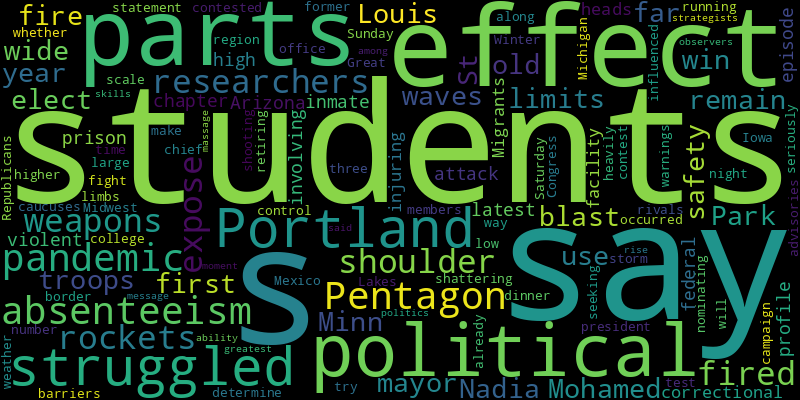 statement contested former running
fire Louis far heads strategists
whether parts effect
wide region office Sunday along Winter Michigan influenced observers episode
year high among Great win
scale researchers St old
skills chapter Arizona inmate waves limits remain
elect massage
prison make shooting retiring involving Migrants
time chief three attack injuring facility heavily contest warnings safety Iowa seriously
Republicans higher large students Saturday Congress night
fight limbs expose advisories
caucuses Midwest control members latest blast occurred rivals
weapons Portland way Park
violent college said low use storm federal
pandemic s shoulder say
border moment Mexico Lakes shattering seeking rise nominating will
troops first Pentagon dinner
absenteeism message Minn politics already president campaign profile
number ability
weather rockets greatest political test fired
struggled try mayor Nadia Mohamed correctional
barriers determine